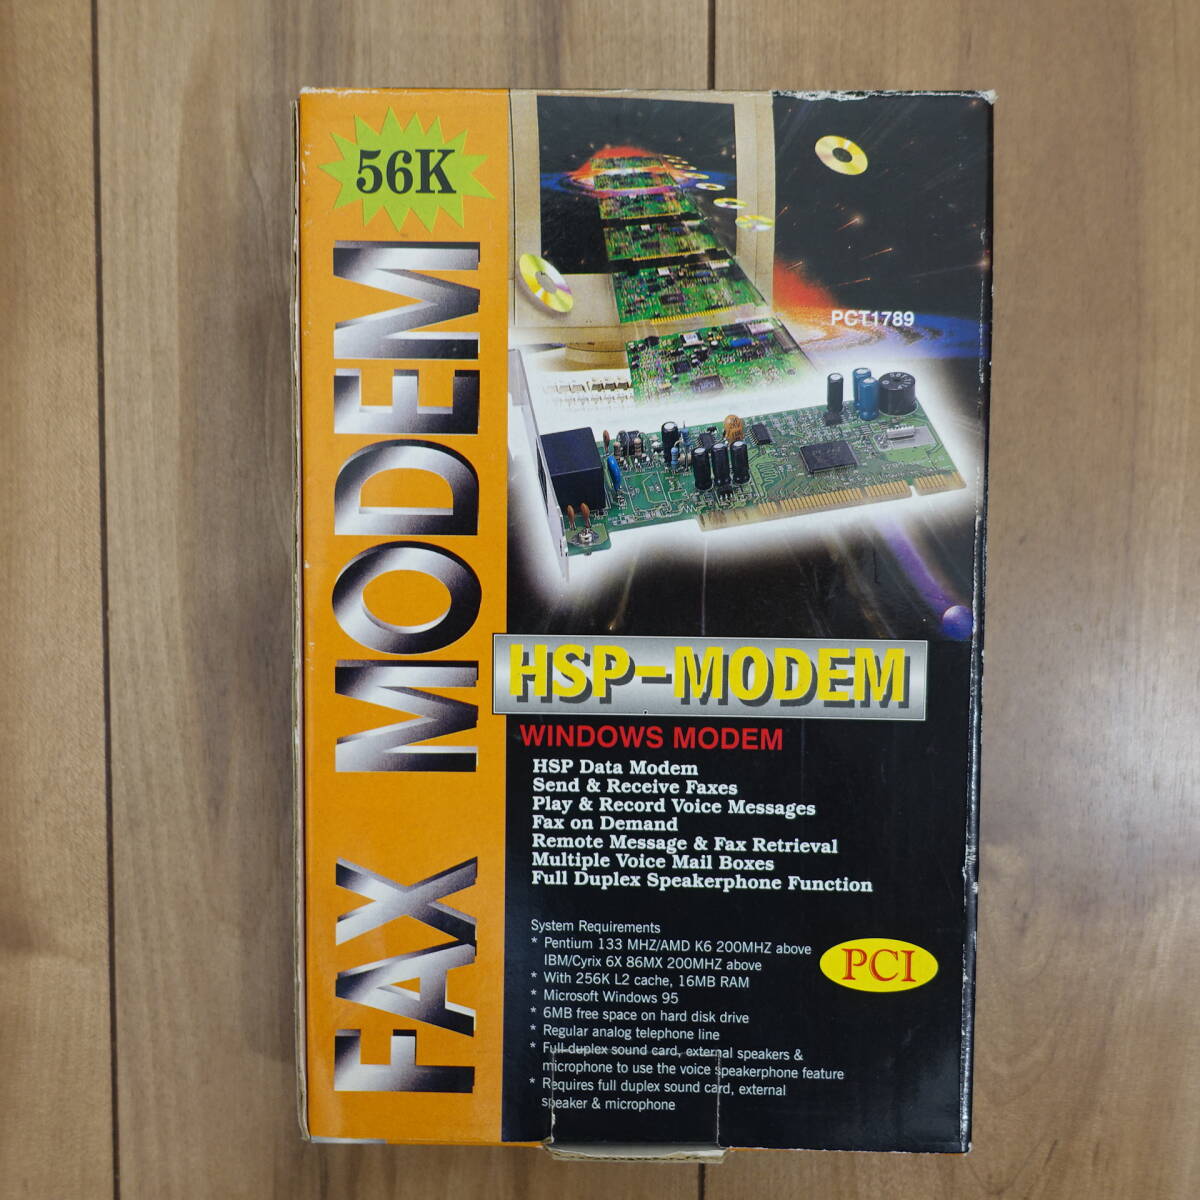 56K
FAX MODEM
PCT1789
HSP-MODEM
WINDOWS MODEM
HSP Data Modem
Send & Receive Faxes
Play & Record Voice Messages
Fax on Demand
Remote Message & Fax Retrieval
Multiple Voice Mail Boxes
Full Duplex Speakerphone Function
System Requirements
* Pentium 133 MHZ/AMD K6 200MHZ above
IBM/Cyrix 6X 86MX 200MHZ above
* With 256K L2 cache, 16MB RAM
* Microsoft Windows 95
* 6MB free space on hard disk drive
* Regular analog telephone line
* Full duplex sound card, external speakers &
microphone to use the voice speakerphone feature
* Requires full duplex sound card, external
speaker & microphone
PCI